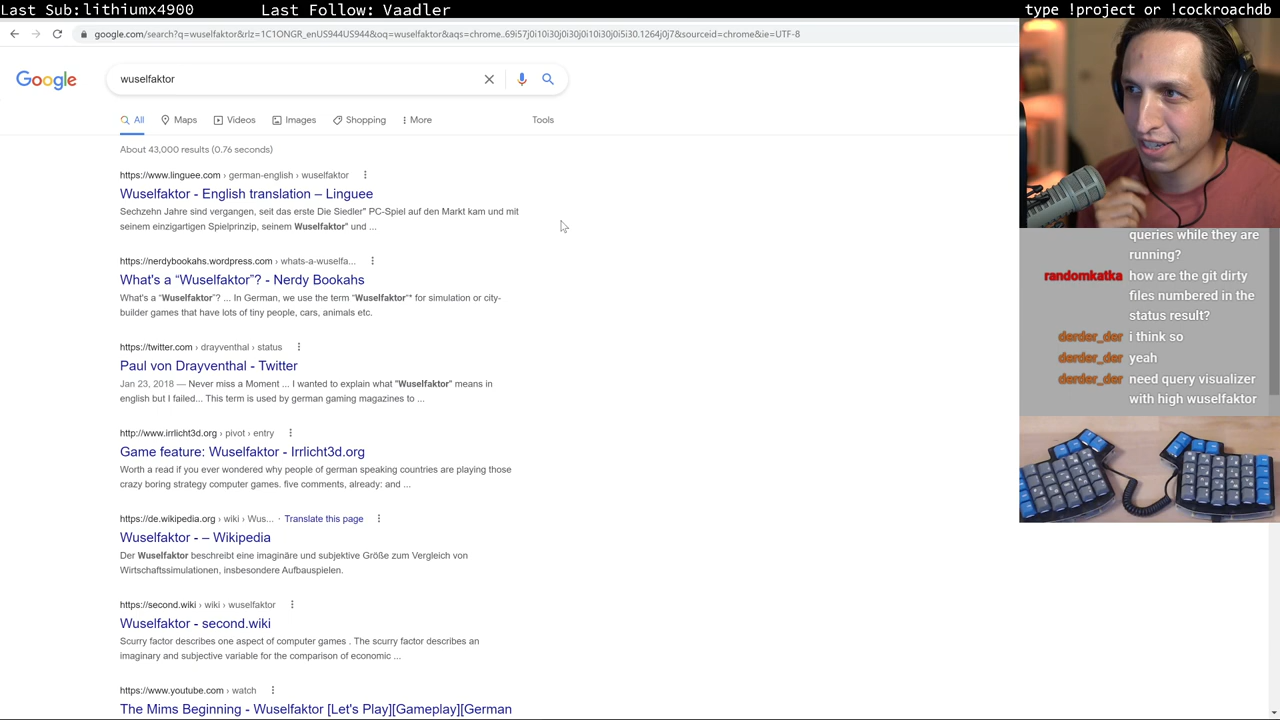 Last Sub:lithiumx4900 Last Follow: Vaadler type !project or !cockroachdb
google.com/search?q=wuselfaktor&rlz=1C1ONGR_enUS944US944&oq=wuselfaktor&aqs=chrome..69i57j0i10i30j0i30j0i10i30j0i5i30.1264j0j7&sourceid=chrome&ie=UTF-8
Google
wuselfaktor
All Maps Videos Images Shopping More Tools
About 43,000 results (0.76 seconds)
https://www.linguee.com › german-english › wuselfaktor
Wuselfaktor - English translation – Linguee
Sechzehn Jahre sind vergangen, seit das erste Die Siedler" PC-Spiel auf den Markt kam und mit
seinem einzigartigen Spielprinzip, seinem Wuselfaktor" und ...
https://nerdybookahs.wordpress.com › whats-a-wuselfa...
What's a “Wuselfaktor”? - Nerdy Bookahs
What's a “Wuselfaktor”? ... In German, we use the term “Wuselfaktor”* for simulation or city-
builder games that have lots of tiny people, cars, animals etc.
https://twitter.com › drayventhal › status
Paul von Drayventhal - Twitter
Jan 23, 2018 — Never miss a Moment ... I wanted to explain what "Wuselfaktor" means in
english but I failed... This term is used by german gaming magazines to ...
http://www.irrlicht3d.org › pivot › entry
Game feature: Wuselfaktor - Irrlicht3d.org
Worth a read if you ever wondered why people of german speaking countries are playing those
crazy boring strategy computer games. five comments, already: and ...
https://de.wikipedia.org › wiki › Wus... · Translate this page
Wuselfaktor - – Wikipedia
Der Wuselfaktor beschreibt eine imaginäre und subjektive Größe zum Vergleich von
Wirtschaftssimulationen, insbesondere Aufbauspielen.
https://second.wiki › wiki › wuselfaktor
Wuselfaktor - second.wiki
Scurry factor describes one aspect of computer games . The scurry factor describes an
imaginary and subjective variable for the comparison of economic ...
https://www.youtube.com › watch
The Mims Beginning - Wuselfaktor [Let's Play][Gameplay][German
queries while they are
running?
randomkatka how are the git dirty
files numbered in the
status result?
derder_der i think so
derder_der yeah
derder_der need query visualizer
with high wuselfaktor